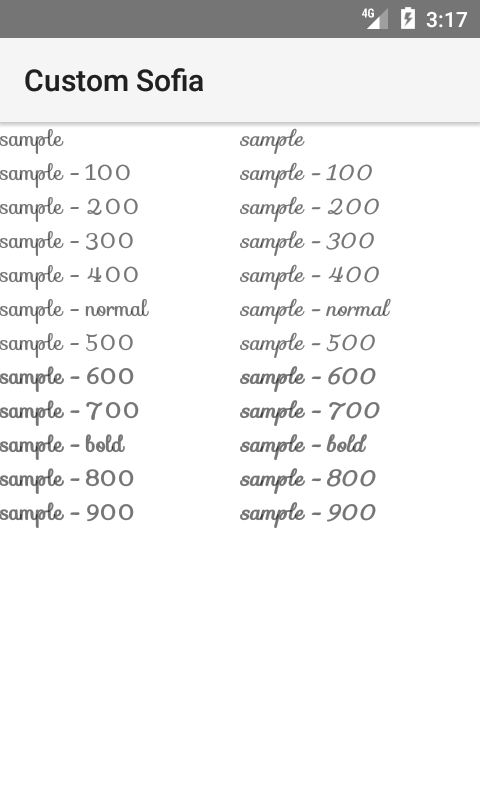 4G 3:17
Custom Sofia
sample sample
sample - 100 sample - 100
sample - 200 sample - 200
sample - 300 sample - 300
sample - 400 sample - 400
sample - normal sample - normal
sample - 500 sample - 500
sample - 600 sample - 600
sample - 700 sample - 700
sample - bold sample - bold
sample - 800 sample - 800
sample - 900 sample - 900